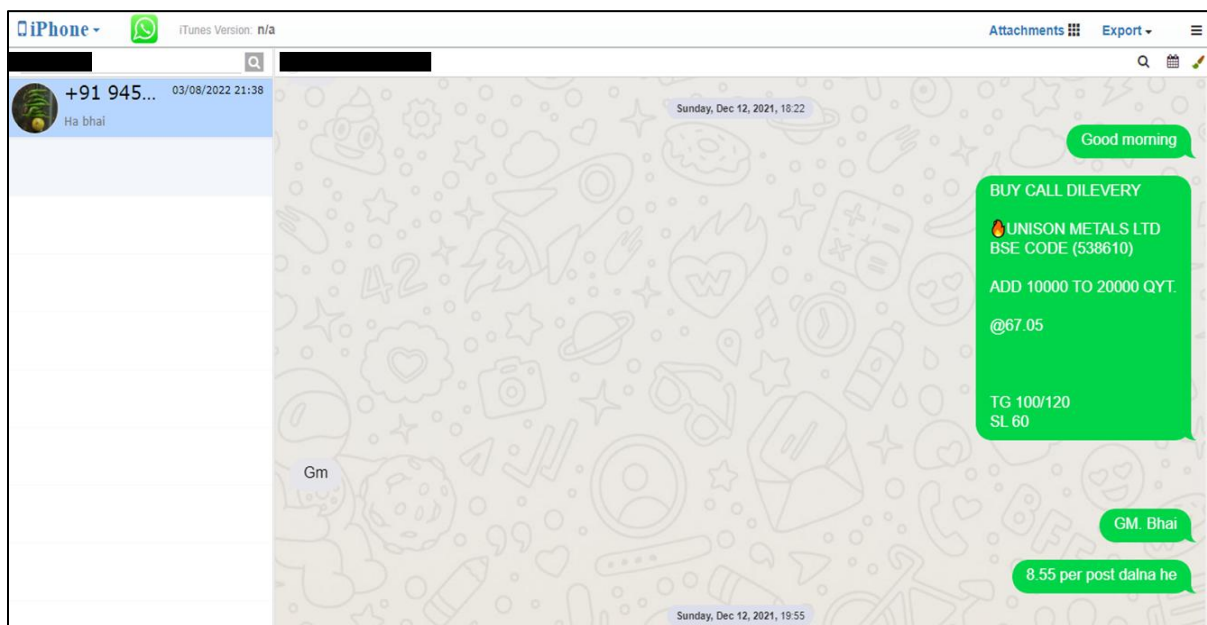 iPhone
iTunes Version: n/a
Attachments
Export
+91 945...
03/08/2022 21:38
Ha bhai
Sunday, Dec 12, 2021, 18:22
Good morning
BUY CALL DILEVERY
🔥UNISON METALS LTD
BSE CODE (538610)
ADD 10000 TO 20000 QYT.
@67.05
TG 100/120
SL 60
Gm
GM. Bhai
8.55 per post dalna he
Sunday, Dec 12, 2021, 19:55